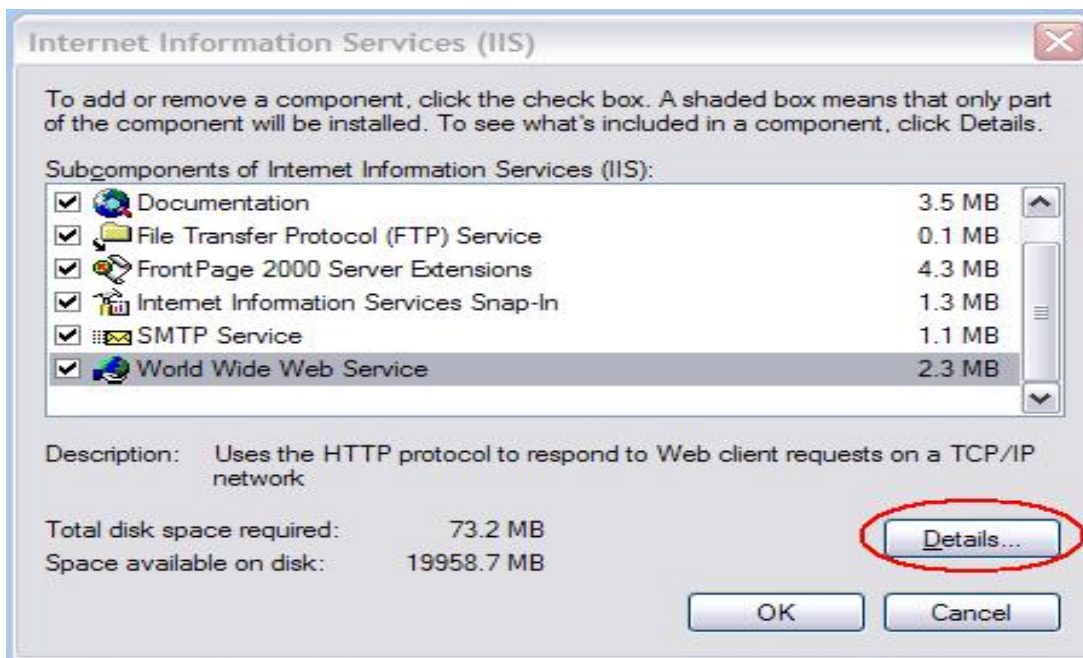 Internet Information Services (IIS)
To add or remove a component, click the check box. A shaded box means that only part
of the component will be installed. To see what's included in a component, click Details.
Subcomponents of Internet Information Services (IIS):
Documentation 3.5 MB
File Transfer Protocol (FTP) Service 0.1 MB
FrontPage 2000 Server Extensions 4.3 MB
Internet Information Services Snap-In 1.3 MB
SMTP Service 1.1 MB
World Wide Web Service 2.3 MB
Description: Uses the HTTP protocol to respond to Web client requests on a TCP/IP
network
Total disk space required: 73.2 MB
Details...
Space available on disk: 19958.7 MB
OK Cancel